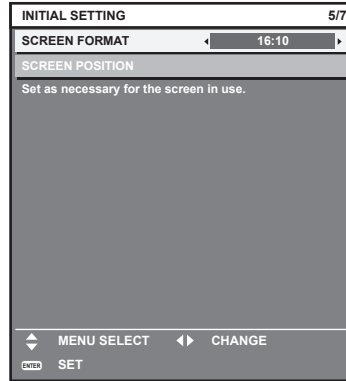 INITIAL SETTING 5/7
SCREEN FORMAT 16:10
SCREEN POSITION
Set as necessary for the screen in use.
MENU SELECT CHANGE
ENTER SET